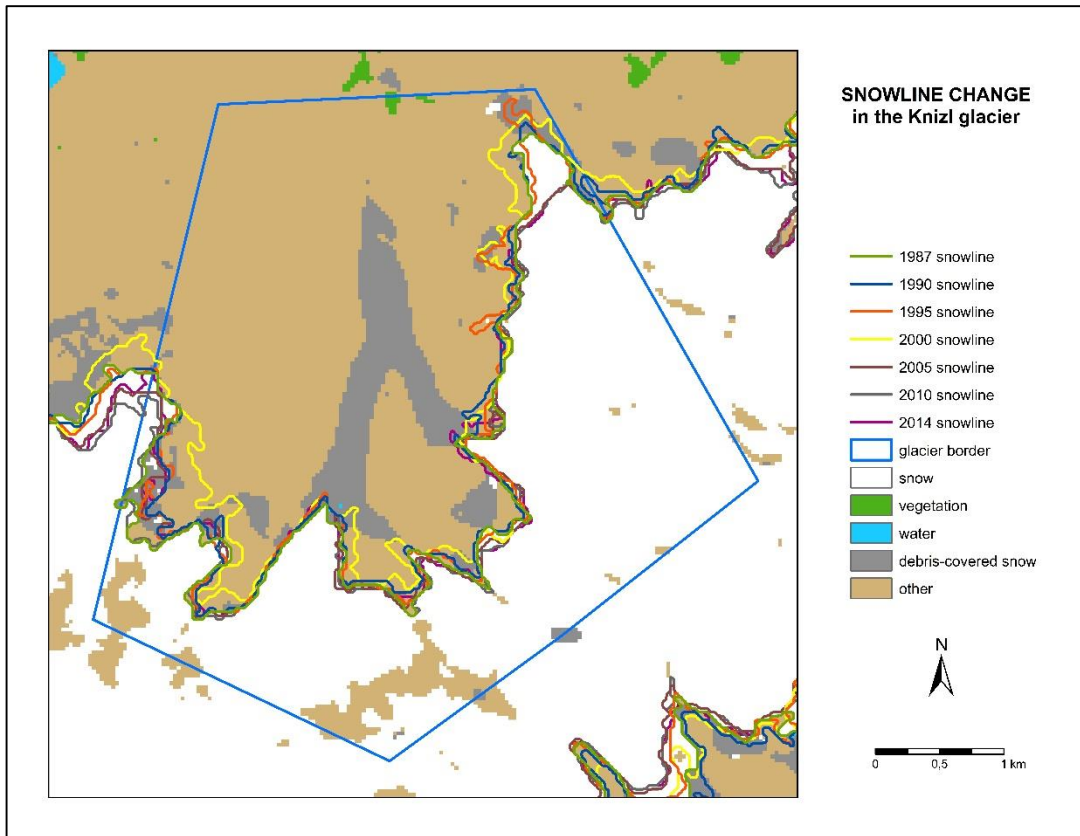 SNOWLINE CHANGE
in the Knizl glacier
1987 snowline
1990 snowline
1995 snowline
2000 snowline
2005 snowline
2010 snowline
2014 snowline
glacier border
snow
vegetation
water
debris-covered snow
other
N
0 0,5 1 km